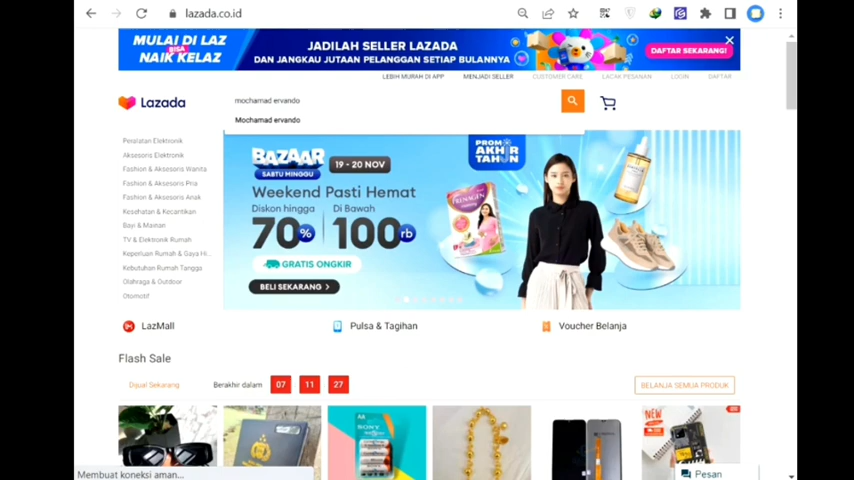 lazada.co.id
MULAI DI LAZ
BISA
NAIK KELAZ
JADILAH SELLER LAZADA
DAN JANGKAU JUTAAN PELANGGAN SETIAP BULANNYA
DAFTAR SEKARANG!
LEBIH MURAH DI APP
MENJADI SELLER
CUSTOMER CARE
LACAK PESANAN
LOGIN
DAFTAR
Lazada
mochamad ervando
Mochamad ervando
Peralatan Elektronik
Aksesoris Elektronik
Fashion & Aksesoris Wanita
Fashion & Aksesoris Pria
Fashion & Aksesoris Anak
Kesehatan & Kecantikan
Bayi & Mainan
TV & Elektronik Rumah
Keperluan Rumah & Gaya Hi...
Kebutuhan Rumah Tangga
Olahraga & Outdoor
Otomotif
BAZAAR
SABTU MINGGU
19 - 20 NOV
PROMO
AKHIR
TAHUN
Weekend Pasti Hemat
Diskon hingga
70%
Di Bawah
100rb
GRATIS ONGKIR
BELI SEKARANG
PRENAGEN
LazMall
Pulsa & Tagihan
Voucher Belanja
Flash Sale
Dijual Sekarang
Berakhir dalam
07
11
27
BELANJA SEMUA PRODUK
AA
SONY
NEW
Membuat koneksi aman...
Pesan